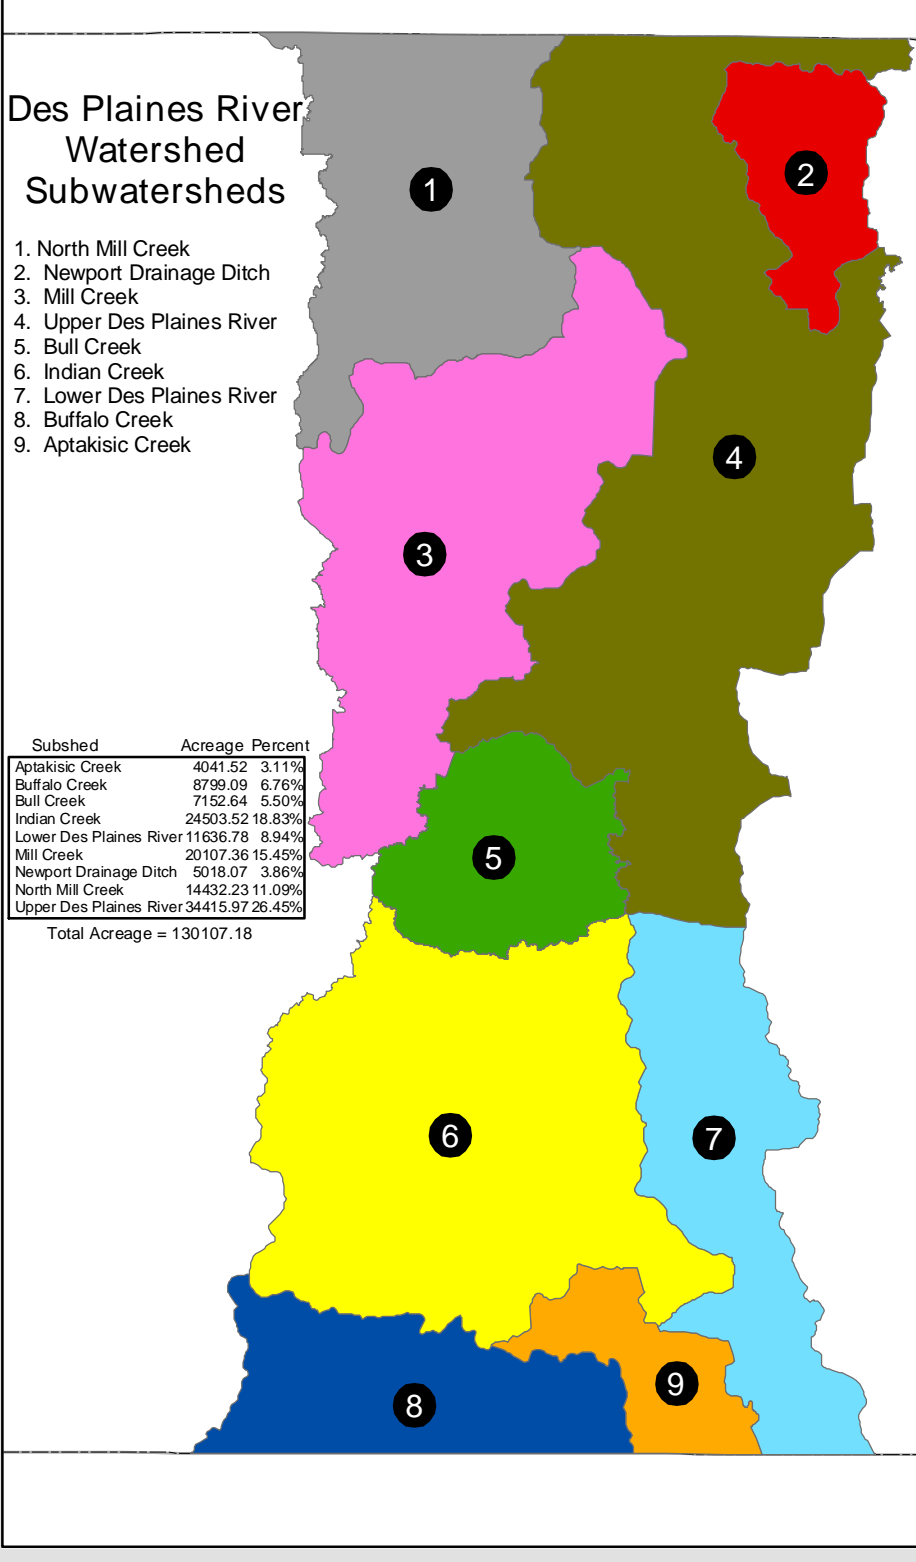 Des Plaines River
Watershed
Subwatersheds
1. North Mill Creek
2. Newport Drainage Ditch
3. Mill Creek
4. Upper Des Plaines River
5. Bull Creek
6. Indian Creek
7. Lower Des Plaines River
8. Buffalo Creek
9. Aptakisic Creek
1
2
3
4
5
6
7
8
9
Subshed Acreage Percent
Aptakisic Creek 4041.52 3.11%
Buffalo Creek 8799.09 6.76%
Bull Creek 7152.64 5.50%
Indian Creek 24503.52 18.83%
Lower Des Plaines River 11636.78 8.94%
Mill Creek 20107.36 15.45%
Newport Drainage Ditch 5018.07 3.86%
North Mill Creek 14432.23 11.09%
Upper Des Plaines River 34415.97 26.45%
Total Acreage = 130107.18